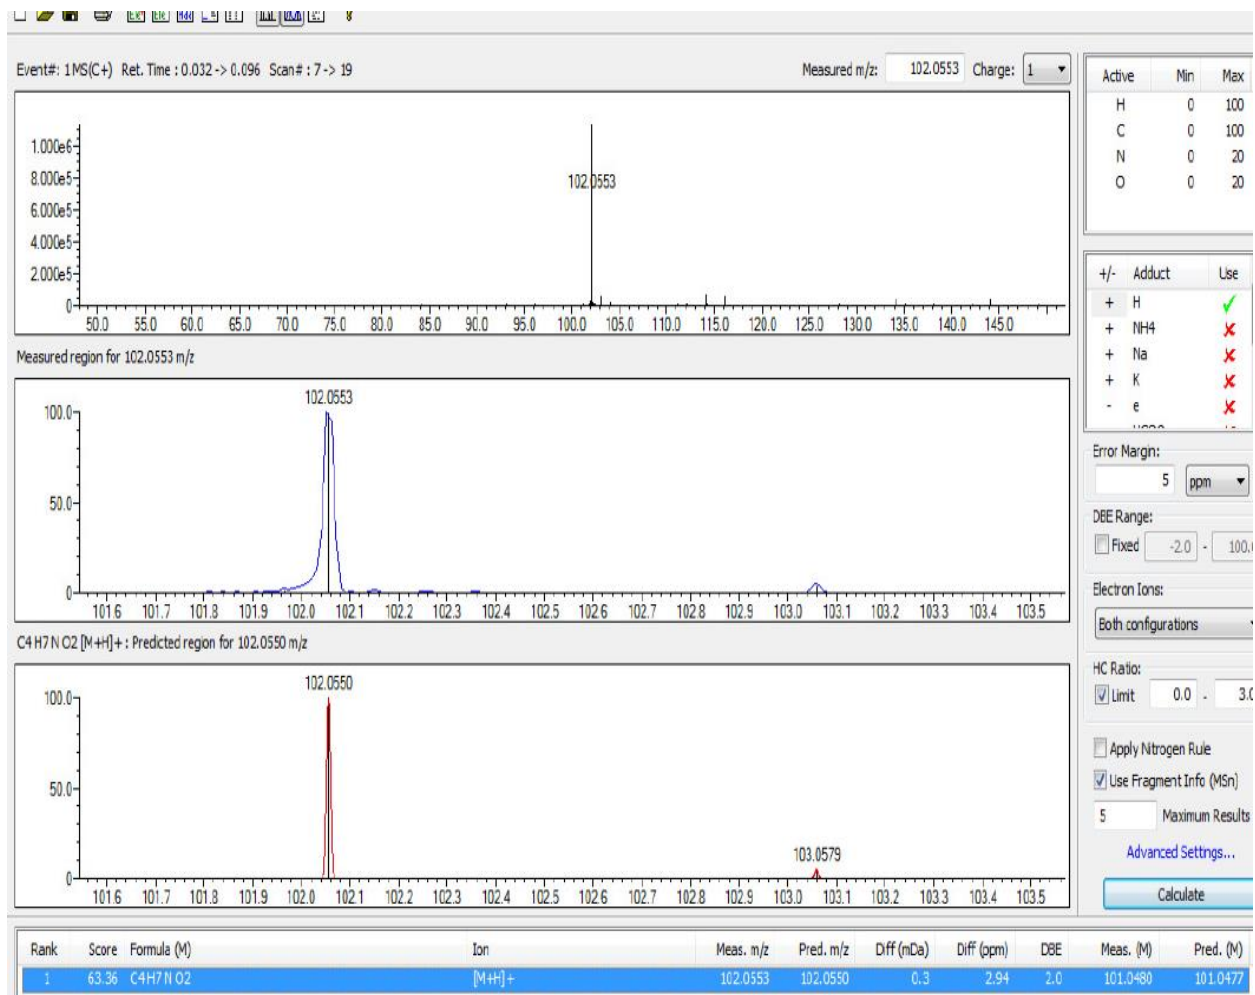 Event#: 1 MS(C+) Ret. Time : 0.032 -> 0.096 Scan# : 7 -> 19
Measured m/z: 102.0553 Charge: 1
1.000e6
8.000e5
6.000e5
4.000e5
2.000e5
0
102.0553
50.0 55.0 60.0 65.0 70.0 75.0 80.0 85.0 90.0 95.0 100.0 105.0 110.0 115.0 120.0 125.0 130.0 135.0 140.0 145.0
Measured region for 102.0553 m/z
102.0553
100.0
50.0
0
101.6 101.7 101.8 101.9 102.0 102.1 102.2 102.3 102.4 102.5 102.6 102.7 102.8 102.9 103.0 103.1 103.2 103.3 103.4 103.5
C4 H7 N O2 [M+H]+ : Predicted region for 102.0550 m/z
102.0550
100.0
50.0
103.0579
0
101.6 101.7 101.8 101.9 102.0 102.1 102.2 102.3 102.4 102.5 102.6 102.7 102.8 102.9 103.0 103.1 103.2 103.3 103.4 103.5
Active Min Max
H 0 100
C 0 100
N 0 20
O 0 20
+/- Adduct Use
+ H
+ NH4
+ Na
+ K
- e
Error Margin:
5 ppm
DBE Range:
Fixed -2.0 - 100.
Electron Ions:
Both configurations
HC Ratio:
Limit 0.0 - 3.0
Apply Nitrogen Rule
Use Fragment Info (MSn)
5 Maximum Results
Advanced Settings...
Calculate
Rank Score Formula (M) Ion Meas. m/z Pred. m/z Diff (mDa) Diff (ppm) DBE Meas. (M) Pred. (M)
1 63.36 C4 H7 N O2 [M+H]+ 102.0553 102.0550 0.3 2.94 2.0 101.0480 101.0477